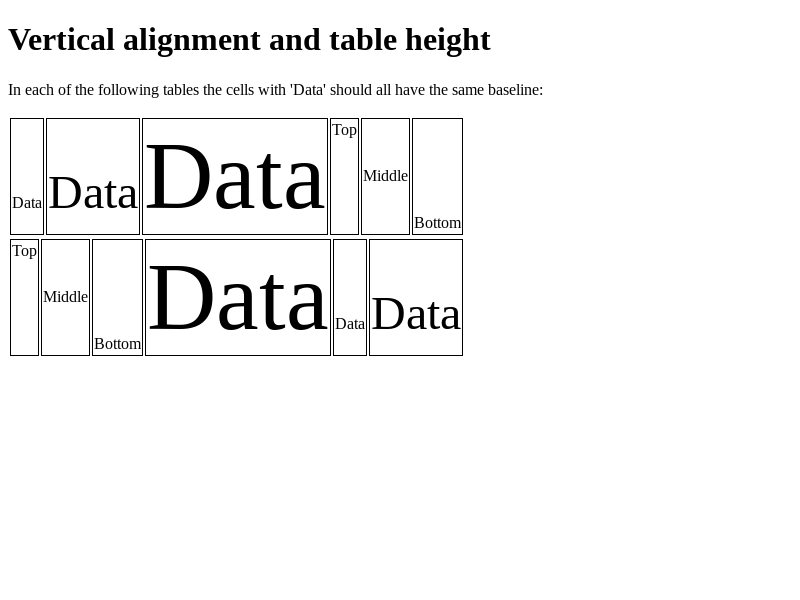 Vertical alignment and table height
In each of the following tables the cells with 'Data' should all have the same baseline:
Data Data Data Top Middle Bottom
Top Middle Bottom Data Data Data